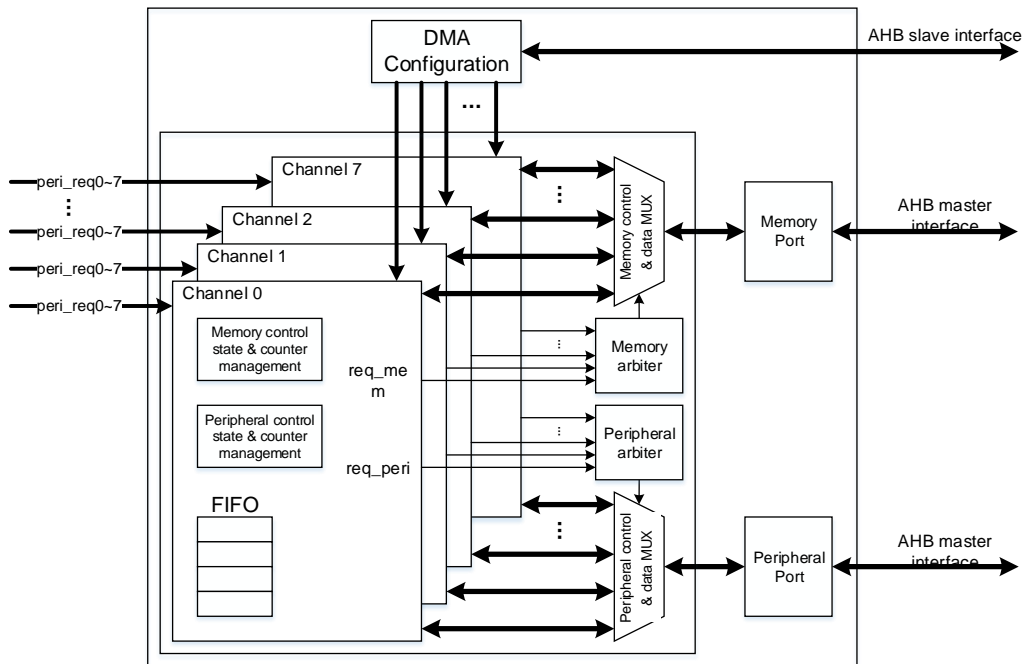 DMA
Configuration
AHB slave interface
...
Channel 7
peri_req0~7
...
...
Channel 2
peri_req0~7
Memory control
& data MUX
Memory
Port
AHB master
interface
Channel 1
peri_req0~7
Channel 0
peri_req0~7
Memory control
state & counter
management
...
Memory
arbiter
req_me
m
Peripheral control
state & counter
management
...
Peripheral
arbiter
req_peri
FIFO
...
Peripheral control
& data MUX
Peripheral
Port
AHB master
interface